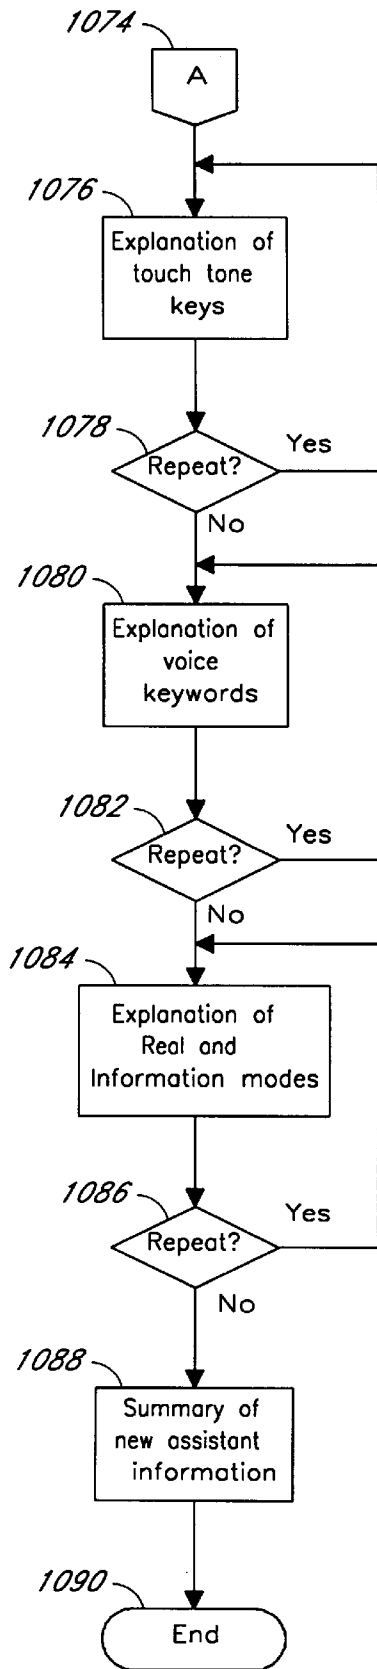 1074
A
1076
Explanation of
touch tone
keys
1078
Repeat?
Yes
No
1080
Explanation of
voice
keywords
1082
Repeat?
Yes
No
1084
Explanation of
Real and
Information modes
1086
Repeat?
Yes
No
1088
Summary of
new assistant
information
1090
End